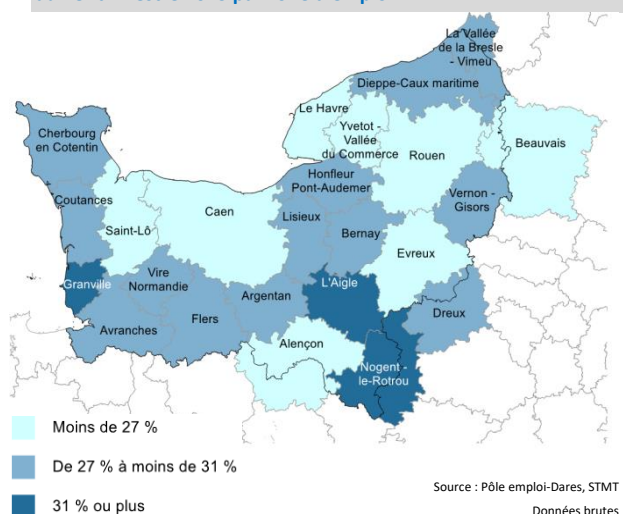 La Vallée
de la Bresle
- Vimeu
Dieppe-Caux maritime
Le Havre
Yvetot -
Vallée
du Commerce
Rouen
Beauvais
Cherbourg
en Cotentin
Honfleur
Pont-Audemer
Vernon -
Gisors
Coutances
Caen
Lisieux
Saint-Lô
Bernay
Evreux
Granville
Vire
Normandie
L'Aigle
Argentan
Dreux
Avranches
Flers
Alençon
Nogent -
le-Rotrou
Moins de 27 %
De 27 % à moins de 31 %
31 % ou plus
Source : Pôle emploi-Dares, STMT
Données brutes